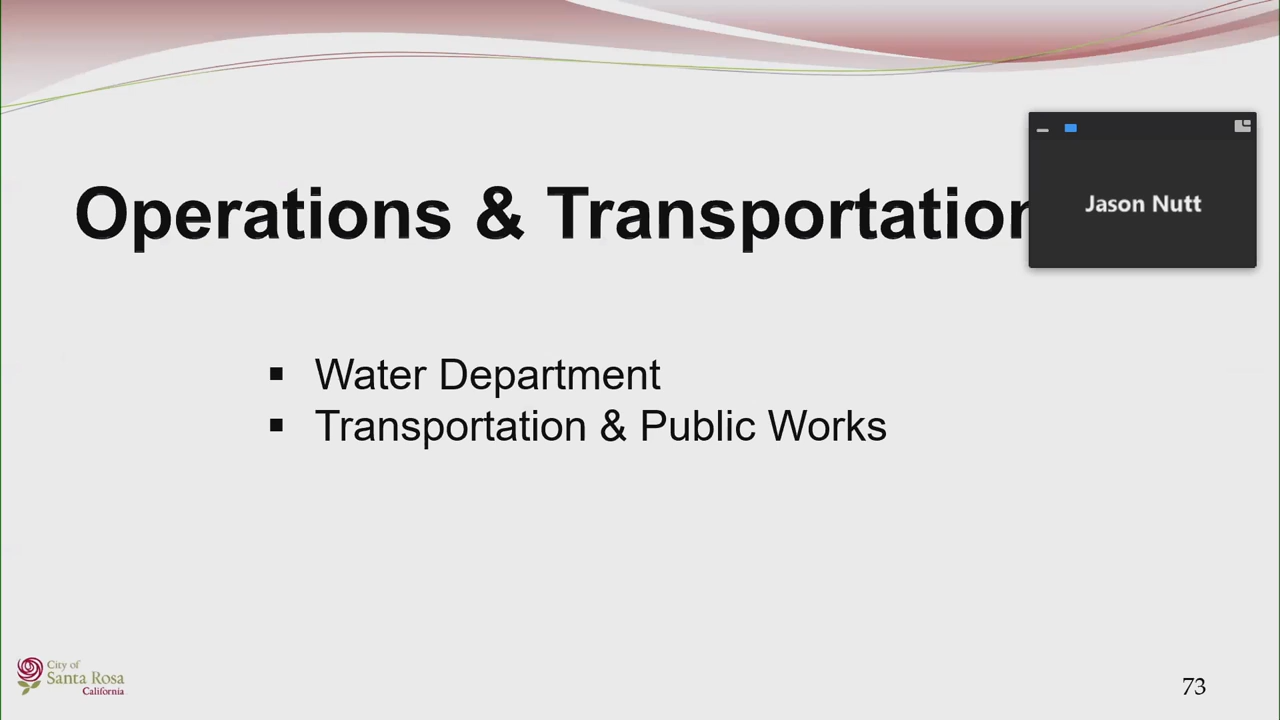 Operations & Transportation
Jason Nutt
▪ Water Department
▪ Transportation & Public Works
City of
Santa Rosa
California
73